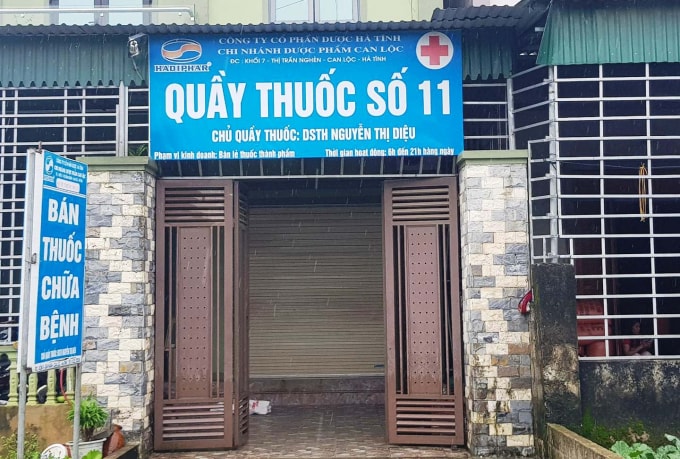 CÔNG TY CỔ PHẦN DƯỢC HÀ TĨNH
CHI NHÁNH DƯỢC PHẨM CAN LỘC
ĐC : KHỐI 7 - THỊ TRẤN NGHÈN - CAN LỘC - HÀ TĨNH
HADIPHAR
QUẦY THUỐC SỐ 11
CHỦ QUẦY THUỐC: DSTH NGUYỄN THỊ DIỆU
Phạm vi kinh doanh: Bán lẻ thuốc thành phẩm
Thời gian hoạt động: 6h đến 21h hàng ngày
BÁN
THUỐC
CHỮA
BỆNH